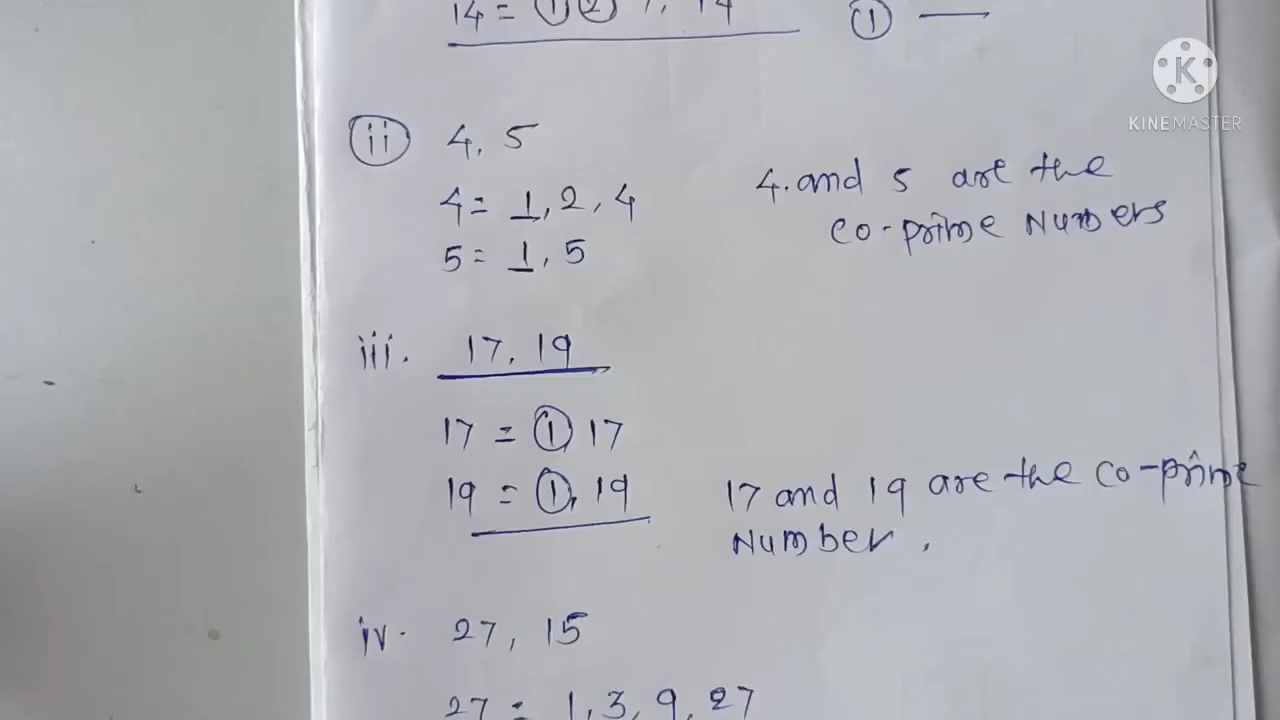 14 = 1 2 7, 14 1
K
KINEMASTER
ii 4, 5
4 = 1, 2, 4
5 = 1, 5
4. and 5 are the
co-prime Numbers
iii. 17, 19
17 = 1, 17
19 = 1, 19
17 and 19 are the co-prime
Number.
iv. 27, 15
27 = 1, 3, 9, 27